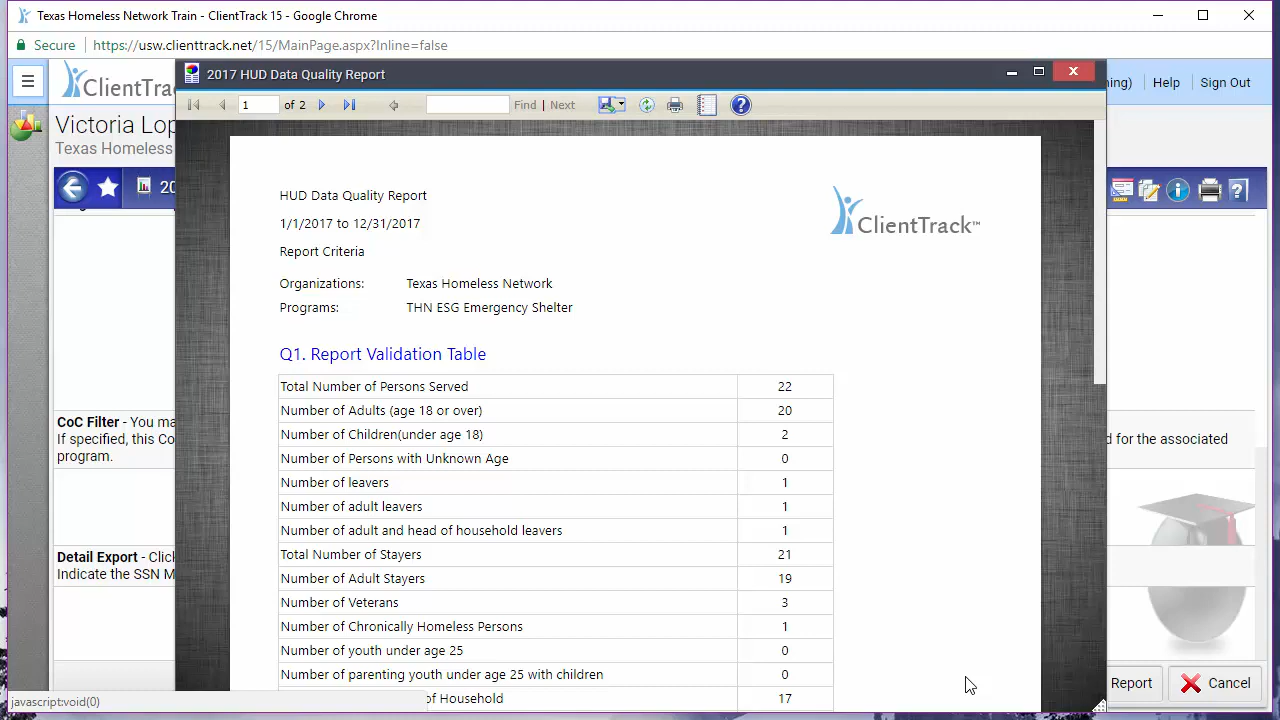 Texas Homeless Network Train - ClientTrack 15 - Google Chrome
Secure https://usw.clienttrack.net/15/MainPage.aspx?Inline=false
ClientTrac
2017 HUD Data Quality Report
ning) Help Sign Out
1 of 2 Find | Next
Victoria Lop
Texas Homeless
20
HUD Data Quality Report
1/1/2017 to 10/31/2017
Report Criteria
ClientTrack™
Organization: Texas Homeless Network
Programs: THN ESG Emergency Shelter
Q1. Report Validation Table
Total Number of Persons Served 22
Number of Adults (age 18 or over) 20
Number of Children(under age 18) 2
Number of Persons with Unknown Age 0
Number of leavers 1
Number of adult leavers 1
Number of adult and head of household leavers 1
Total Number of Stayers 21
Number of Adult Stayers 19
Number of Veterans 3
Number of Chronically Homeless Persons 1
Number of youth under age 25 0
Number of parenting youth under age 25 with children 0
of household
CoC Filter - You ma
If specified, this Co
program.
d for the associated
Detail Export - Click
Indicate the SSN M
Report Cancel
javascript:void(0)